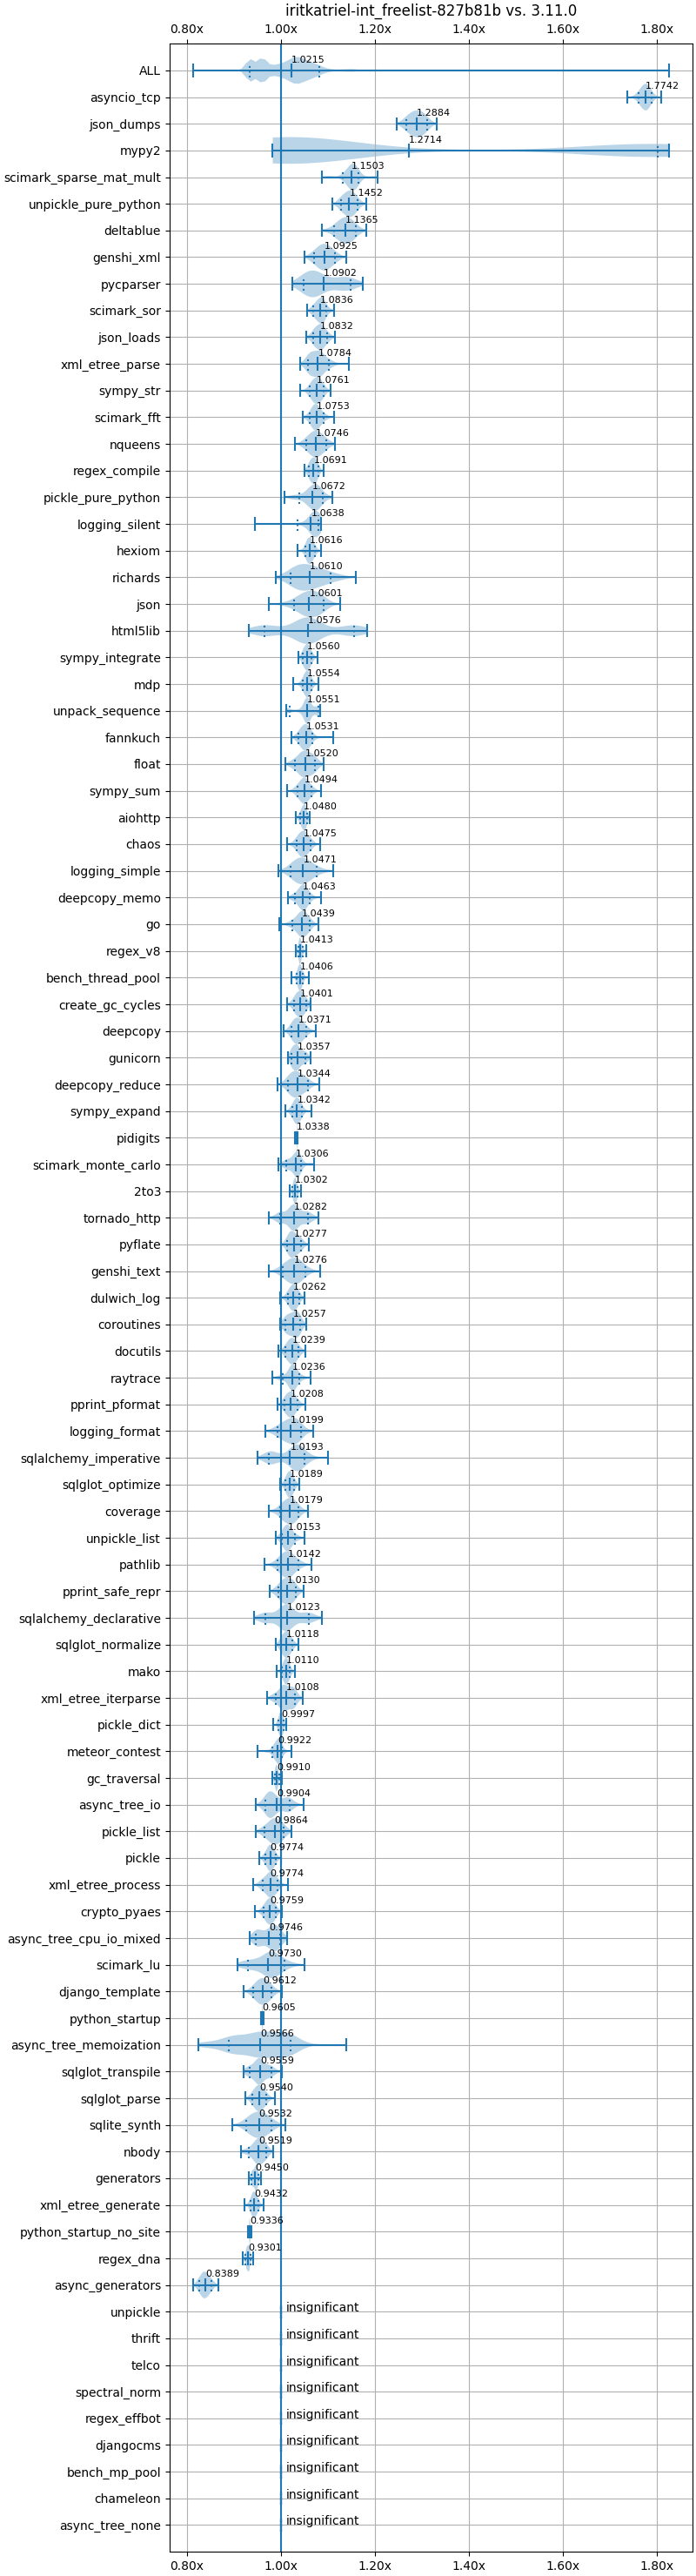 iritkatriel-int_freelist-827b81b vs. 3.11.0
0.80x 1.00x 1.20x 1.40x 1.60x 1.80x
ALL 1.0215
asyncio_tcp 1.7742
json_dumps 1.2884
mypy2 1.2714
scimark_sparse_mat_mult 1.1503
unpickle_pure_python 1.1452
deltablue 1.1365
genshi_xml 1.0925
pycparser 1.0902
scimark_sor 1.0836
json_loads 1.0832
xml_etree_parse 1.0784
sympy_str 1.0761
scimark_fft 1.0753
nqueens 1.0746
regex_compile 1.0691
pickle_pure_python 1.0672
logging_silent 1.0638
hexiom 1.0616
richards 1.0610
json 1.0601
html5lib 1.0576
sympy_integrate 1.0560
mdp 1.0554
unpack_sequence 1.0551
fannkuch 1.0531
float 1.0520
sympy_sum 1.0494
aiohttp 1.0480
chaos 1.0475
logging_simple 1.0471
deepcopy_memo 1.0463
go 1.0439
regex_v8 1.0413
bench_thread_pool 1.0406
create_gc_cycles 1.0401
deepcopy 1.0371
gunicorn 1.0357
deepcopy_reduce 1.0344
sympy_expand 1.0342
pidigits 1.0338
scimark_monte_carlo 1.0306
2to3 1.0302
tornado_http 1.0282
pyflate 1.0277
genshi_text 1.0276
dulwich_log 1.0262
coroutines 1.0257
docutils 1.0239
raytrace 1.0236
pprint_pformat 1.0208
logging_format 1.0199
sqlalchemy_imperative 1.0193
sqlglot_optimize 1.0189
coverage 1.0179
unpickle_list 1.0153
pathlib 1.0142
pprint_safe_repr 1.0130
sqlalchemy_declarative 1.0123
sqlglot_normalize 1.0118
mako 1.0110
xml_etree_iterparse 1.0108
pickle_dict 0.9997
meteor_contest 0.9922
gc_traversal 0.9910
async_tree_io 0.9904
pickle_list 0.9864
pickle 0.9774
xml_etree_process 0.9774
crypto_pyaes 0.9759
async_tree_cpu_io_mixed 0.9746
scimark_lu 0.9730
django_template 0.9612
python_startup 0.9605
async_tree_memoization 0.9566
sqlglot_transpile 0.9559
sqlglot_parse 0.9540
sqlite_synth 0.9532
nbody 0.9519
generators 0.9450
xml_etree_generate 0.9432
python_startup_no_site 0.9336
regex_dna 0.9301
async_generators 0.8389
unpickle insignificant
thrift insignificant
telco insignificant
spectral_norm insignificant
regex_effbot insignificant
djangocms insignificant
bench_mp_pool insignificant
chameleon insignificant
async_tree_none insignificant
0.80x 1.00x 1.20x 1.40x 1.60x 1.80x